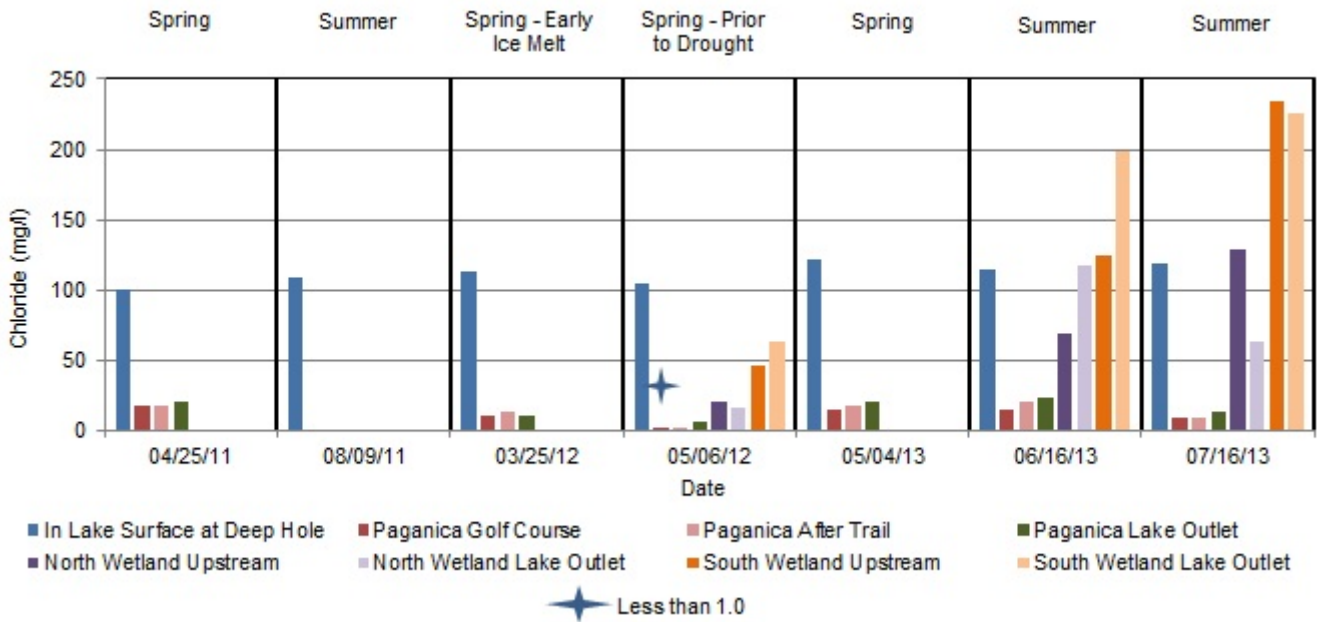 Spring
Summer
Spring - Early
Ice Melt
Spring - Prior
to Drought
Spring
Summer
Summer
250
200
150
100
50
0
Chloride (mg/l)
04/25/11
08/09/11
03/25/12
05/06/12
05/04/13
06/16/13
07/16/13
Date
In Lake Surface at Deep Hole
Paganica Golf Course
Paganica After Trail
Paganica Lake Outlet
North Wetland Upstream
North Wetland Lake Outlet
South Wetland Upstream
South Wetland Lake Outlet
Less than 1.0